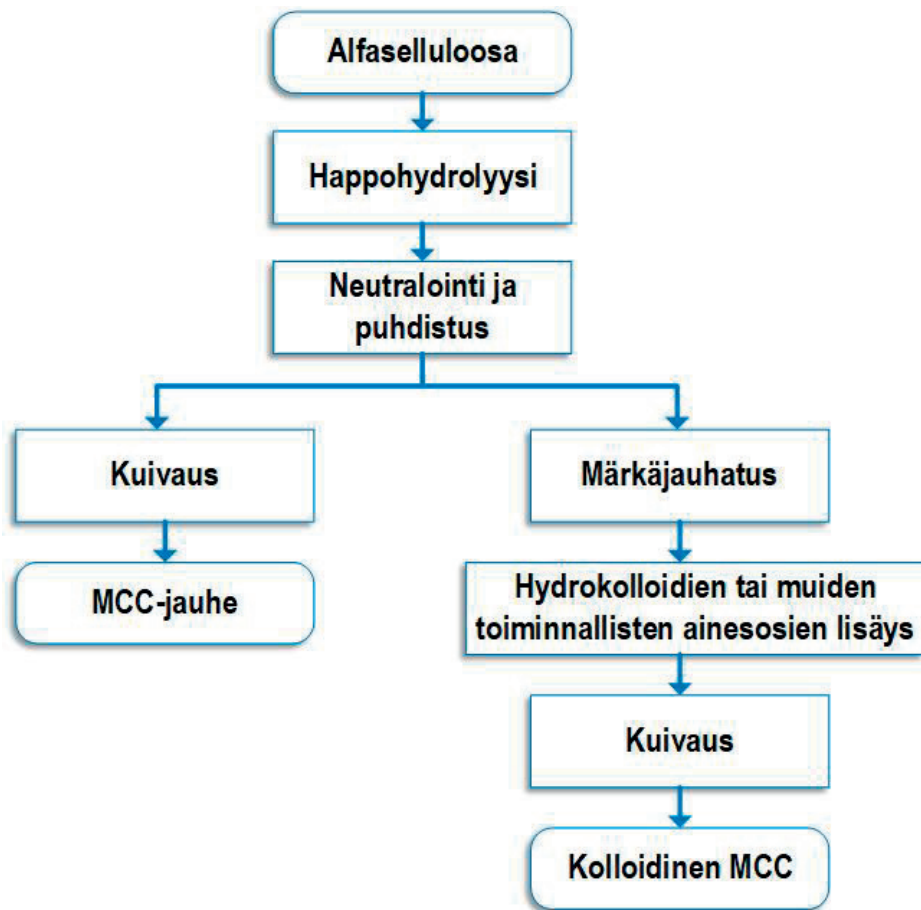 Alfaselluloosa
Happohydrolyysi
Neutralointi ja
puhdistus
Kuivaus
MCC-jauhe
Märkäjauhatus
Hydrokolloidien tai muiden
toiminnallisten ainesosien lisäys
Kuivaus
Kolloidinen MCC